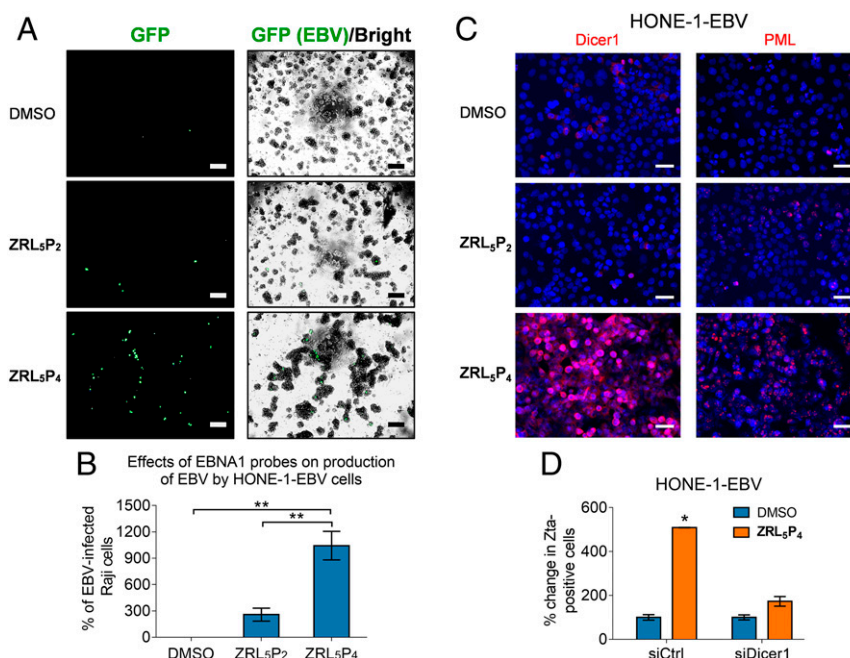 A
GFP
GFP (EBV)/Bright
DMSO
ZRL₅P₂
ZRL₅P₄
B
Effects of EBNA1 probes on production
of EBV by HONE-1-EBV cells
% of EBV-infected
Raji cells
1500
1200
900
600
300
0
**
**
DMSO
ZRL₅P₂
ZRL₅P₄
C
HONE-1-EBV
Dicer1
PML
DMSO
ZRL₅P₂
ZRL₅P₄
D
HONE-1-EBV
% change in Zta-
positive cells
600
400
200
0
*
DMSO
ZRL₅P₄
siCtrl
siDicer1